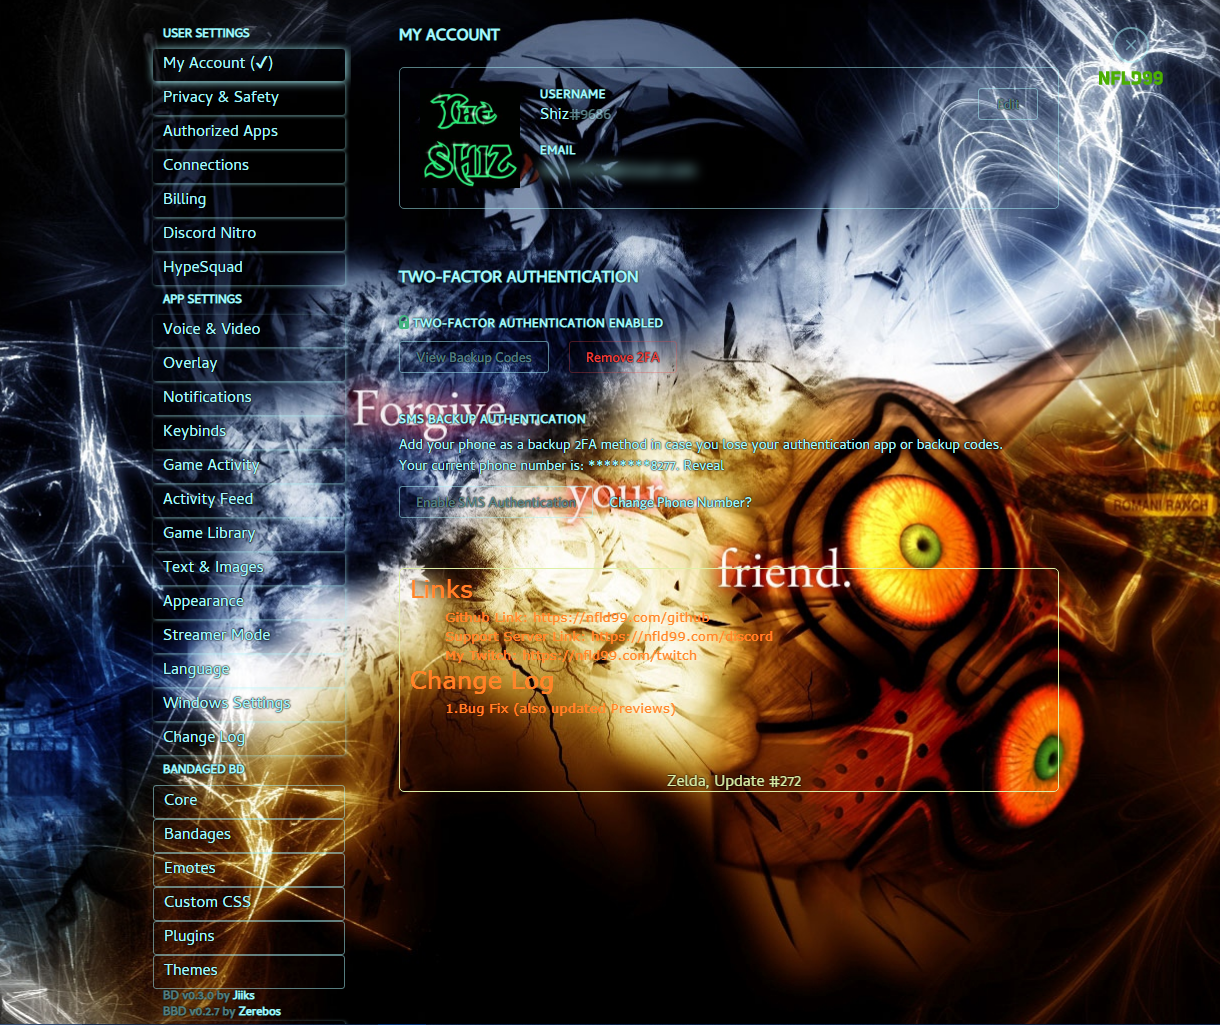 USER SETTINGS
My Account (✓)
Privacy & Safety
Authorized Apps
Connections
Billing
Discord Nitro
HypeSquad
APP SETTINGS
Voice & Video
Overlay
Notifications
Keybinds
Game Activity
Activity Feed
Game Library
Text & Images
Appearance
Streamer Mode
Language
Windows Settings
Change Log
BANDAGED BD
Core
Bandages
Emotes
Custom CSS
Plugins
Themes
BD v0.3.0 by Jiiks
BBD v0.2.7 by Zerebos
MY ACCOUNT
The
SHIZ
USERNAME
Shiz#9686
Edit
EMAIL
NFLD99
TWO-FACTOR AUTHENTICATION
TWO-FACTOR AUTHENTICATION ENABLED
View Backup Codes
Remove 2FA
Forgive
SMS BACKUP AUTHENTICATION
Add your phone as a backup 2FA method in case you lose your authentication app or backup codes.
Your current phone number is: ********8277. Reveal
your
Enable SMS Authentication
Change Phone Number?
friend.
ROMANI RANCH
Links
Github Link: https://nfld99.com/github
Support Server Link: https://nfld99.com/discord
My Twitch: https://nfld99.com/twitch
Change Log
1.Bug Fix (also updated Previews)
Zelda, Update #272